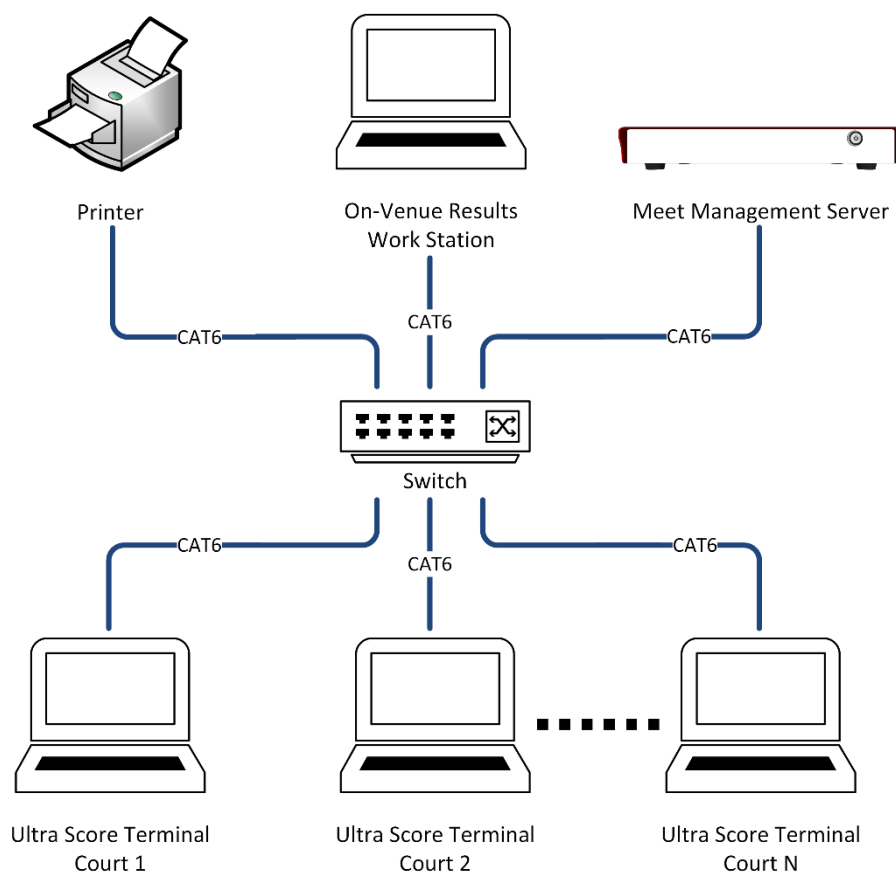 Printer
On-Venue Results
Work Station
Meet Management Server
CAT6
CAT6
CAT6
Switch
CAT6
CAT6
CAT6
Ultra Score Terminal
Court 1
Ultra Score Terminal
Court 2
Ultra Score Terminal
Court N